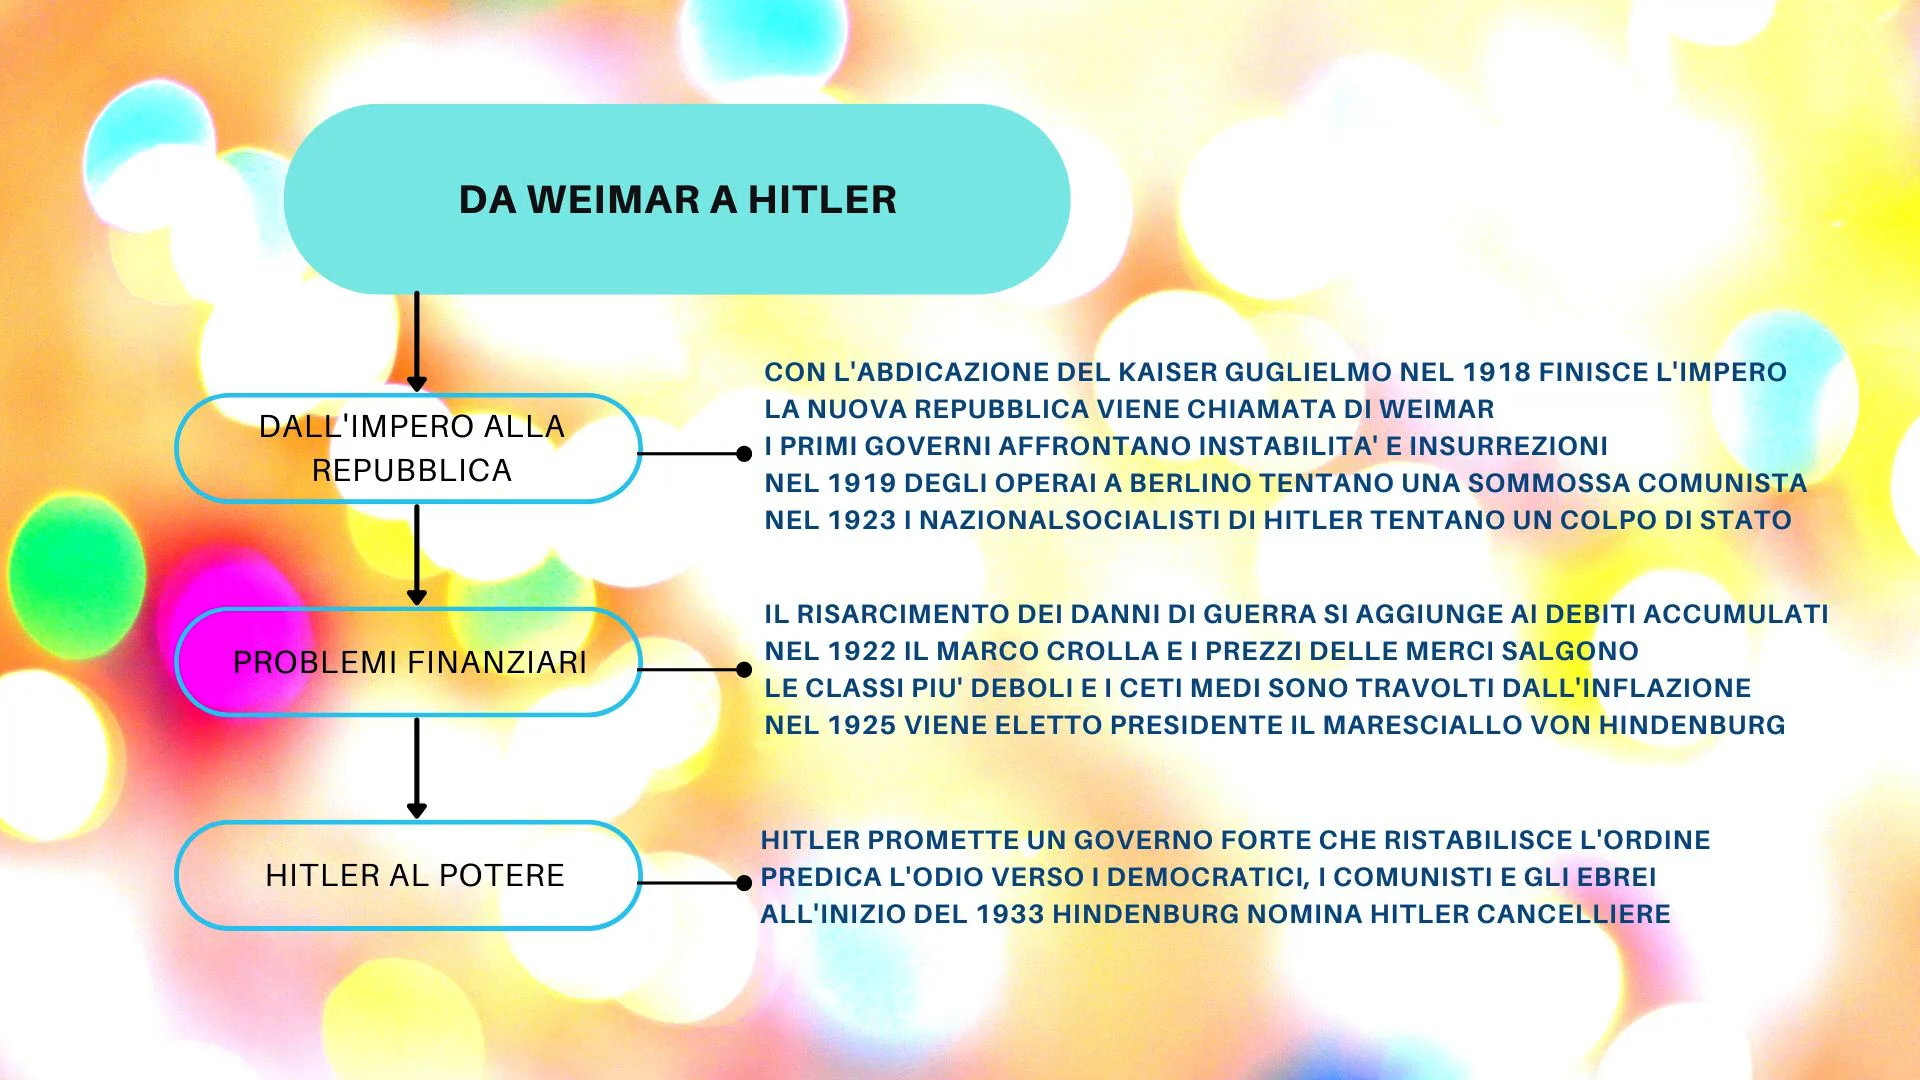 DA WEIMAR A HITLER
DALL'IMPERO ALLA
REPUBBLICA
CON L'ABDICAZIONE DEL KAISER GUGLIELMO NEL 1918 FINISCE L'IMPERO
LA NUOVA REPUBBLICA VIENE CHIAMATA DI WEIMAR
I PRIMI GOVERNI AFFRONTANO INSTABILITA' E INSURREZIONI
NEL 1919 DEGLI OPERAI A BERLINO TENTANO UNA SOMMOSSA COMUNISTA
NEL 1923 I NAZIONALSOCIALISTI DI HITLER TENTANO UN COLPO DI STATO
PROBLEMI FINANZIARI
IL RISARCIMENTO DEI DANNI DI GUERRA SI AGGIUNGE AI DEBITI ACCUMULATI
NEL 1922 IL MARCO CROLLA E I PREZZI DELLE MERCI SALGONO
LE CLASSI PIU' DEBOLI E I CETI MEDI SONO TRAVOLTI DALL'INFLAZIONE
NEL 1925 VIENE ELETTO PRESIDENTE IL MARESCIALLO VON HINDENBURG
HITLER AL POTERE
HITLER PROMETTE UN GOVERNO FORTE CHE RISTABILISCE L'ORDINE
PREDICA L'ODIO VERSO I DEMOCRATICI, I COMUNISTI E GLI EBREI
ALL'INIZIO DEL 1933 HINDENBURG NOMINA HITLER CANCELLIERE